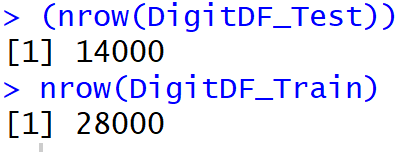 > (nrow(DigitDF_Test))
[1] 14000
> nrow(DigitDF_Train)
[1] 28000